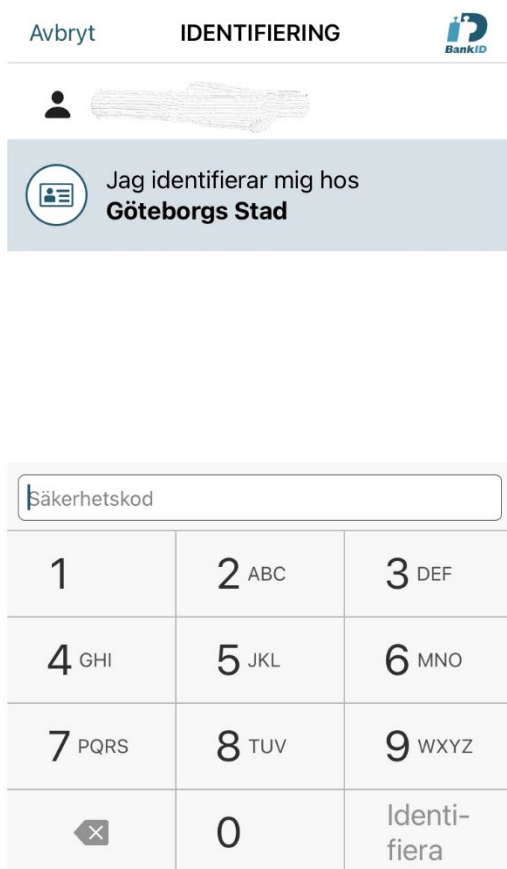 Avbryt IDENTIFIERING BankID
Jag identifierar mig hos
Göteborgs Stad
Säkerhetskod
1 2 ABC 3 DEF
4 GHI 5 JKL 6 MNO
7 PQRS 8 TUV 9 WXYZ
0 Identi-
fiera